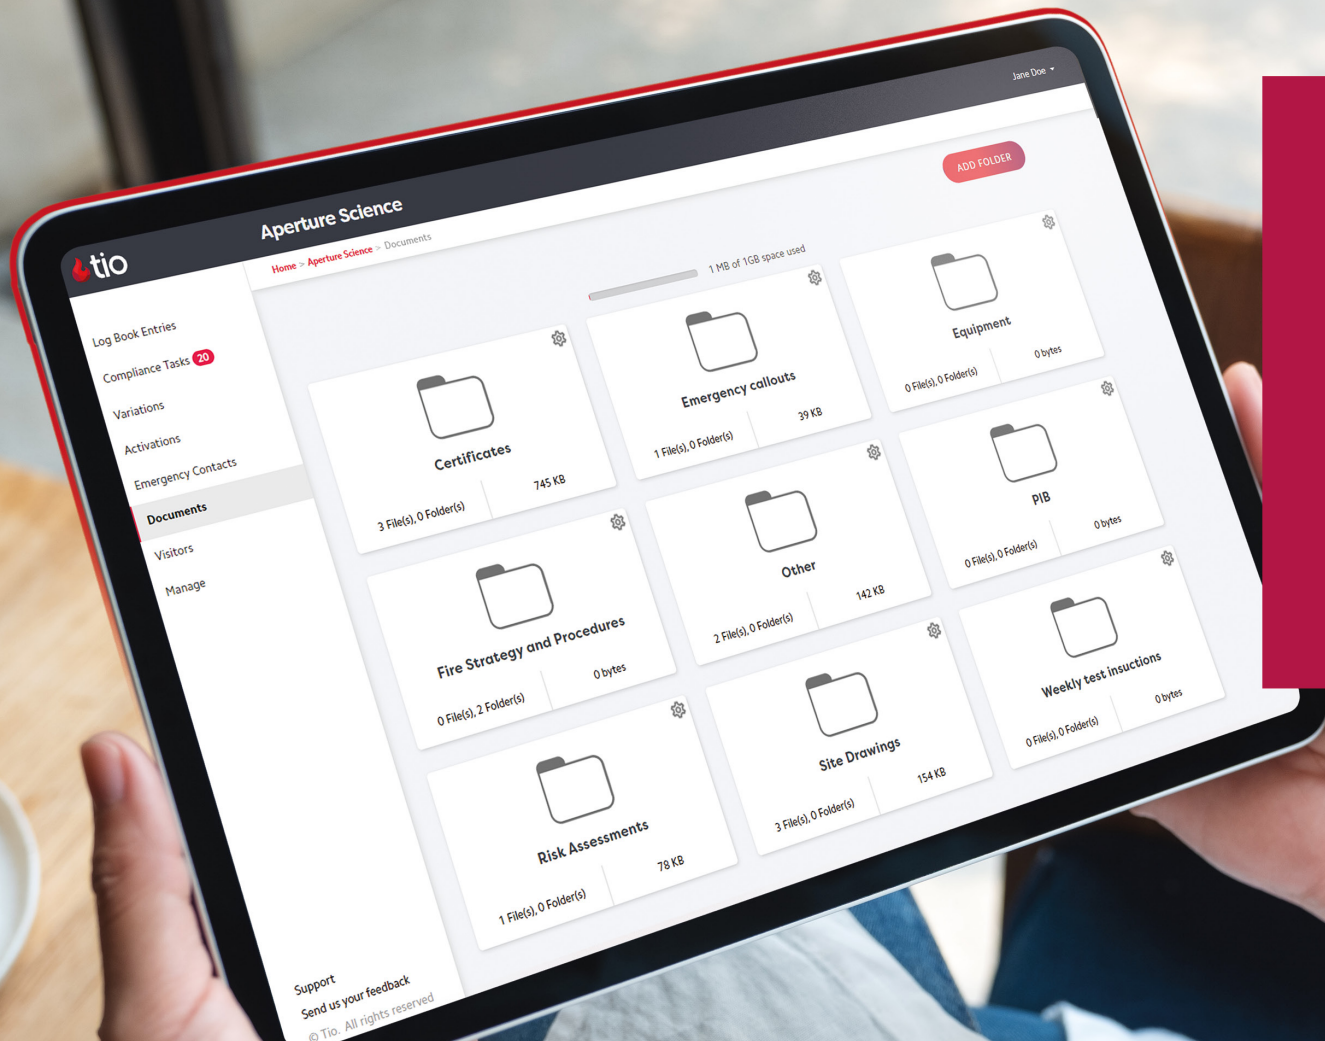 Jane Doe
tio
Aperture Science
Home > Aperture Science > Documents
ADD FOLDER
1 MB of 1GB space used
Log Book Entries
Compliance Tasks 20
Variations
Activations
Emergency Contacts
Documents
Visitors
Manage
Certificates
3 File(s), 0 Folder(s) 745 KB
Emergency callouts
1 File(s), 0 Folder(s) 39 KB
Equipment
0 File(s), 0 Folder(s) 0 bytes
Fire Strategy and Procedures
0 File(s), 2 Folder(s) 0 bytes
Other
2 File(s), 0 Folder(s) 142 KB
PIB
0 File(s), 0 Folder(s) 0 bytes
Risk Assessments
1 File(s), 0 Folder(s) 78 KB
Site Drawings
3 File(s), 0 Folder(s) 154 KB
Weekly test insuctions
0 File(s), 0 Folder(s) 0 bytes
Support
Send us your feedback
© Tio. All rights reserved